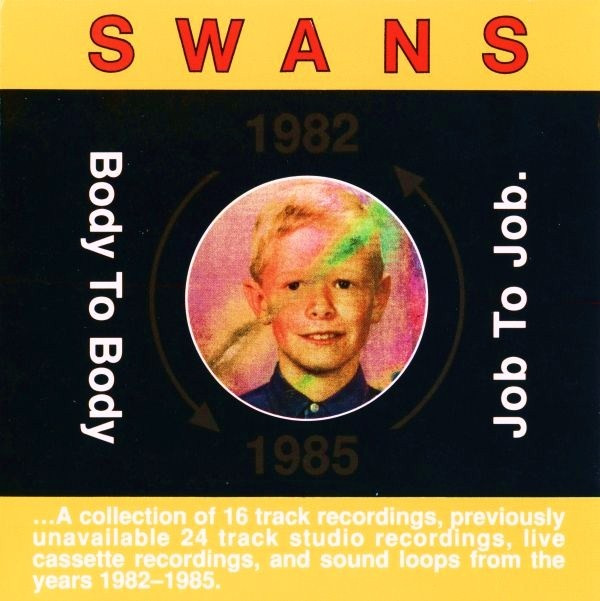 SWANS
1982
Body To Body
Job To Job.
1985
...A collection of 16 track recordings, previously
unavailable 24 track studio recordings, live
cassette recordings, and sound loops from the
years 1982–1985.